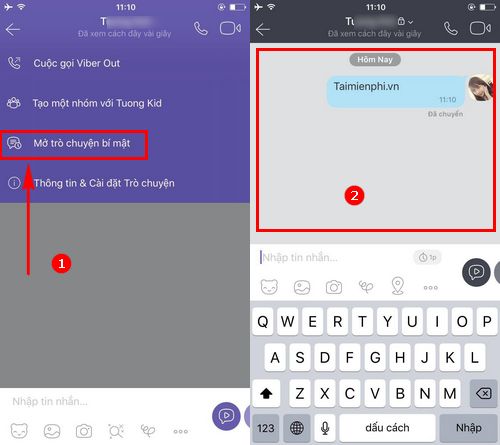 11:10
Đã xem cách đây vài giây
Cuộc gọi Viber Out
Tạo một nhóm với Tuong Kid
Mở trò chuyện bí mật
Thông tin & Cài đặt Trò chuyện
1
Nhập tin nhắn...
11:10
Đã xem cách đây vài giây
Hôm Nay
Taimienphi.vn
11:10
Đã chuyển
2
Nhập tin nhắn...
1p
Q W E R T Y U I O P
A S D F G H J K L
Z X C V B N M
123 dấu cách Nhập